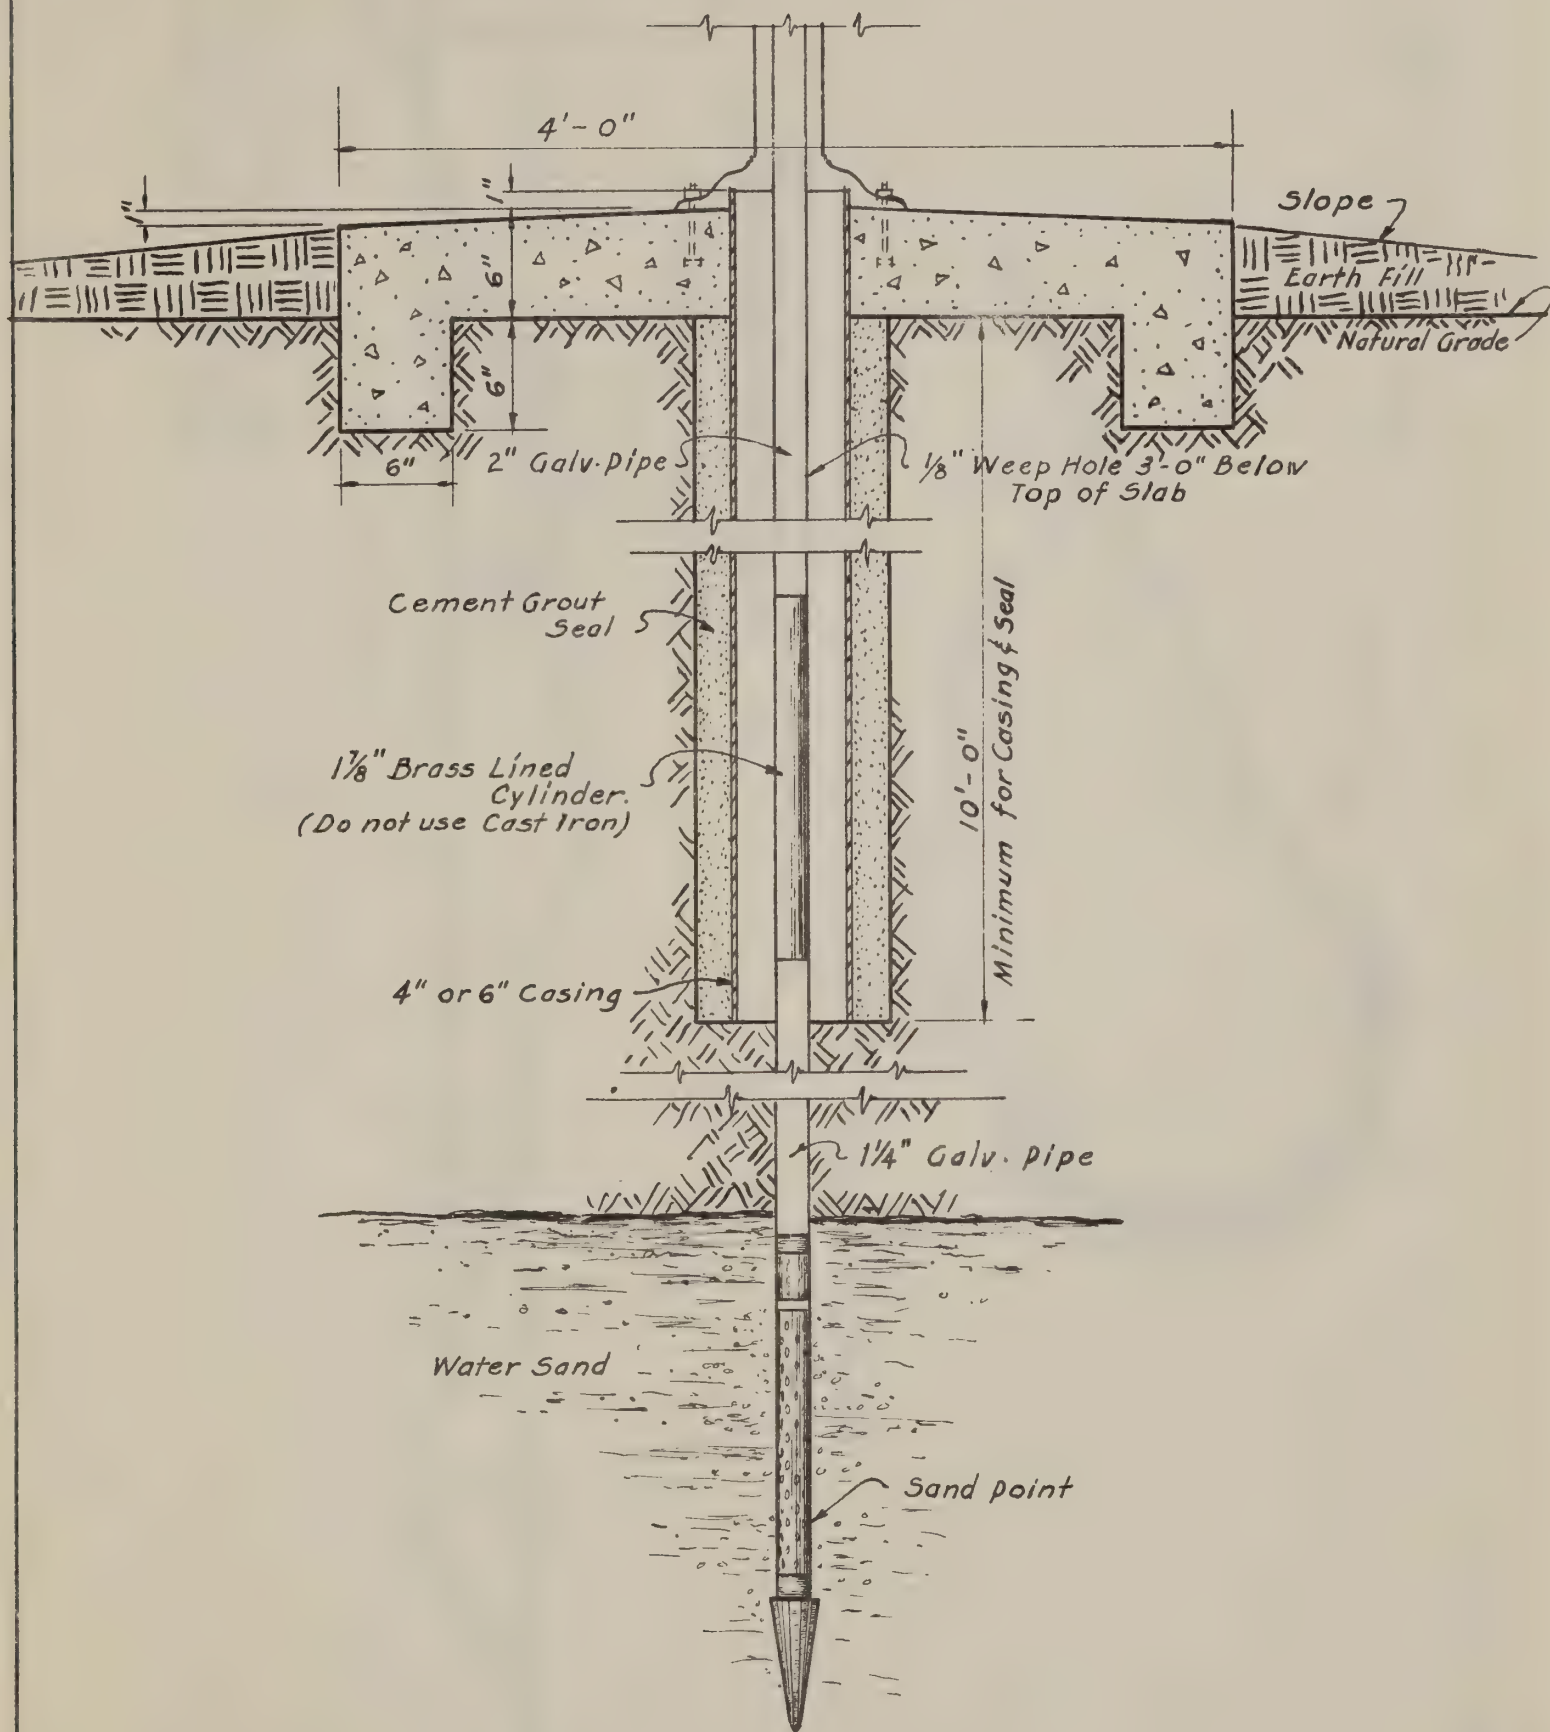 4'-0"
1"
1"
Slope
6"
Earth Fill
Natural Grade
6"
6"
2" Galv. Pipe
1/8" Weep Hole 3'-0" Below
Top of Slab
Cement Grout
Seal
10'-0"
Minimum for Casing & Seal
1 7/8" Brass Lined
Cylinder.
(Do not use Cast Iron)
4" or 6" Casing
1 1/4" Galv. Pipe
Water Sand
Sand Point